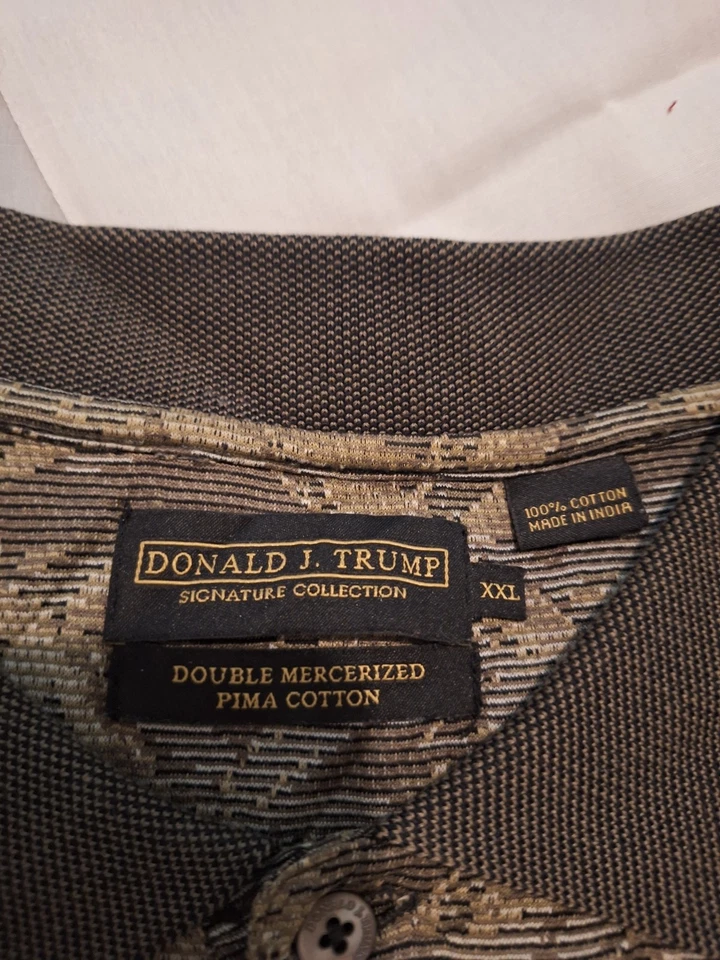 DONALD J. TRUMP
SIGNATURE COLLECTION
XXL
DOUBLE MERCERIZED
PIMA COTTON
100% COTTON
MADE IN INDIA